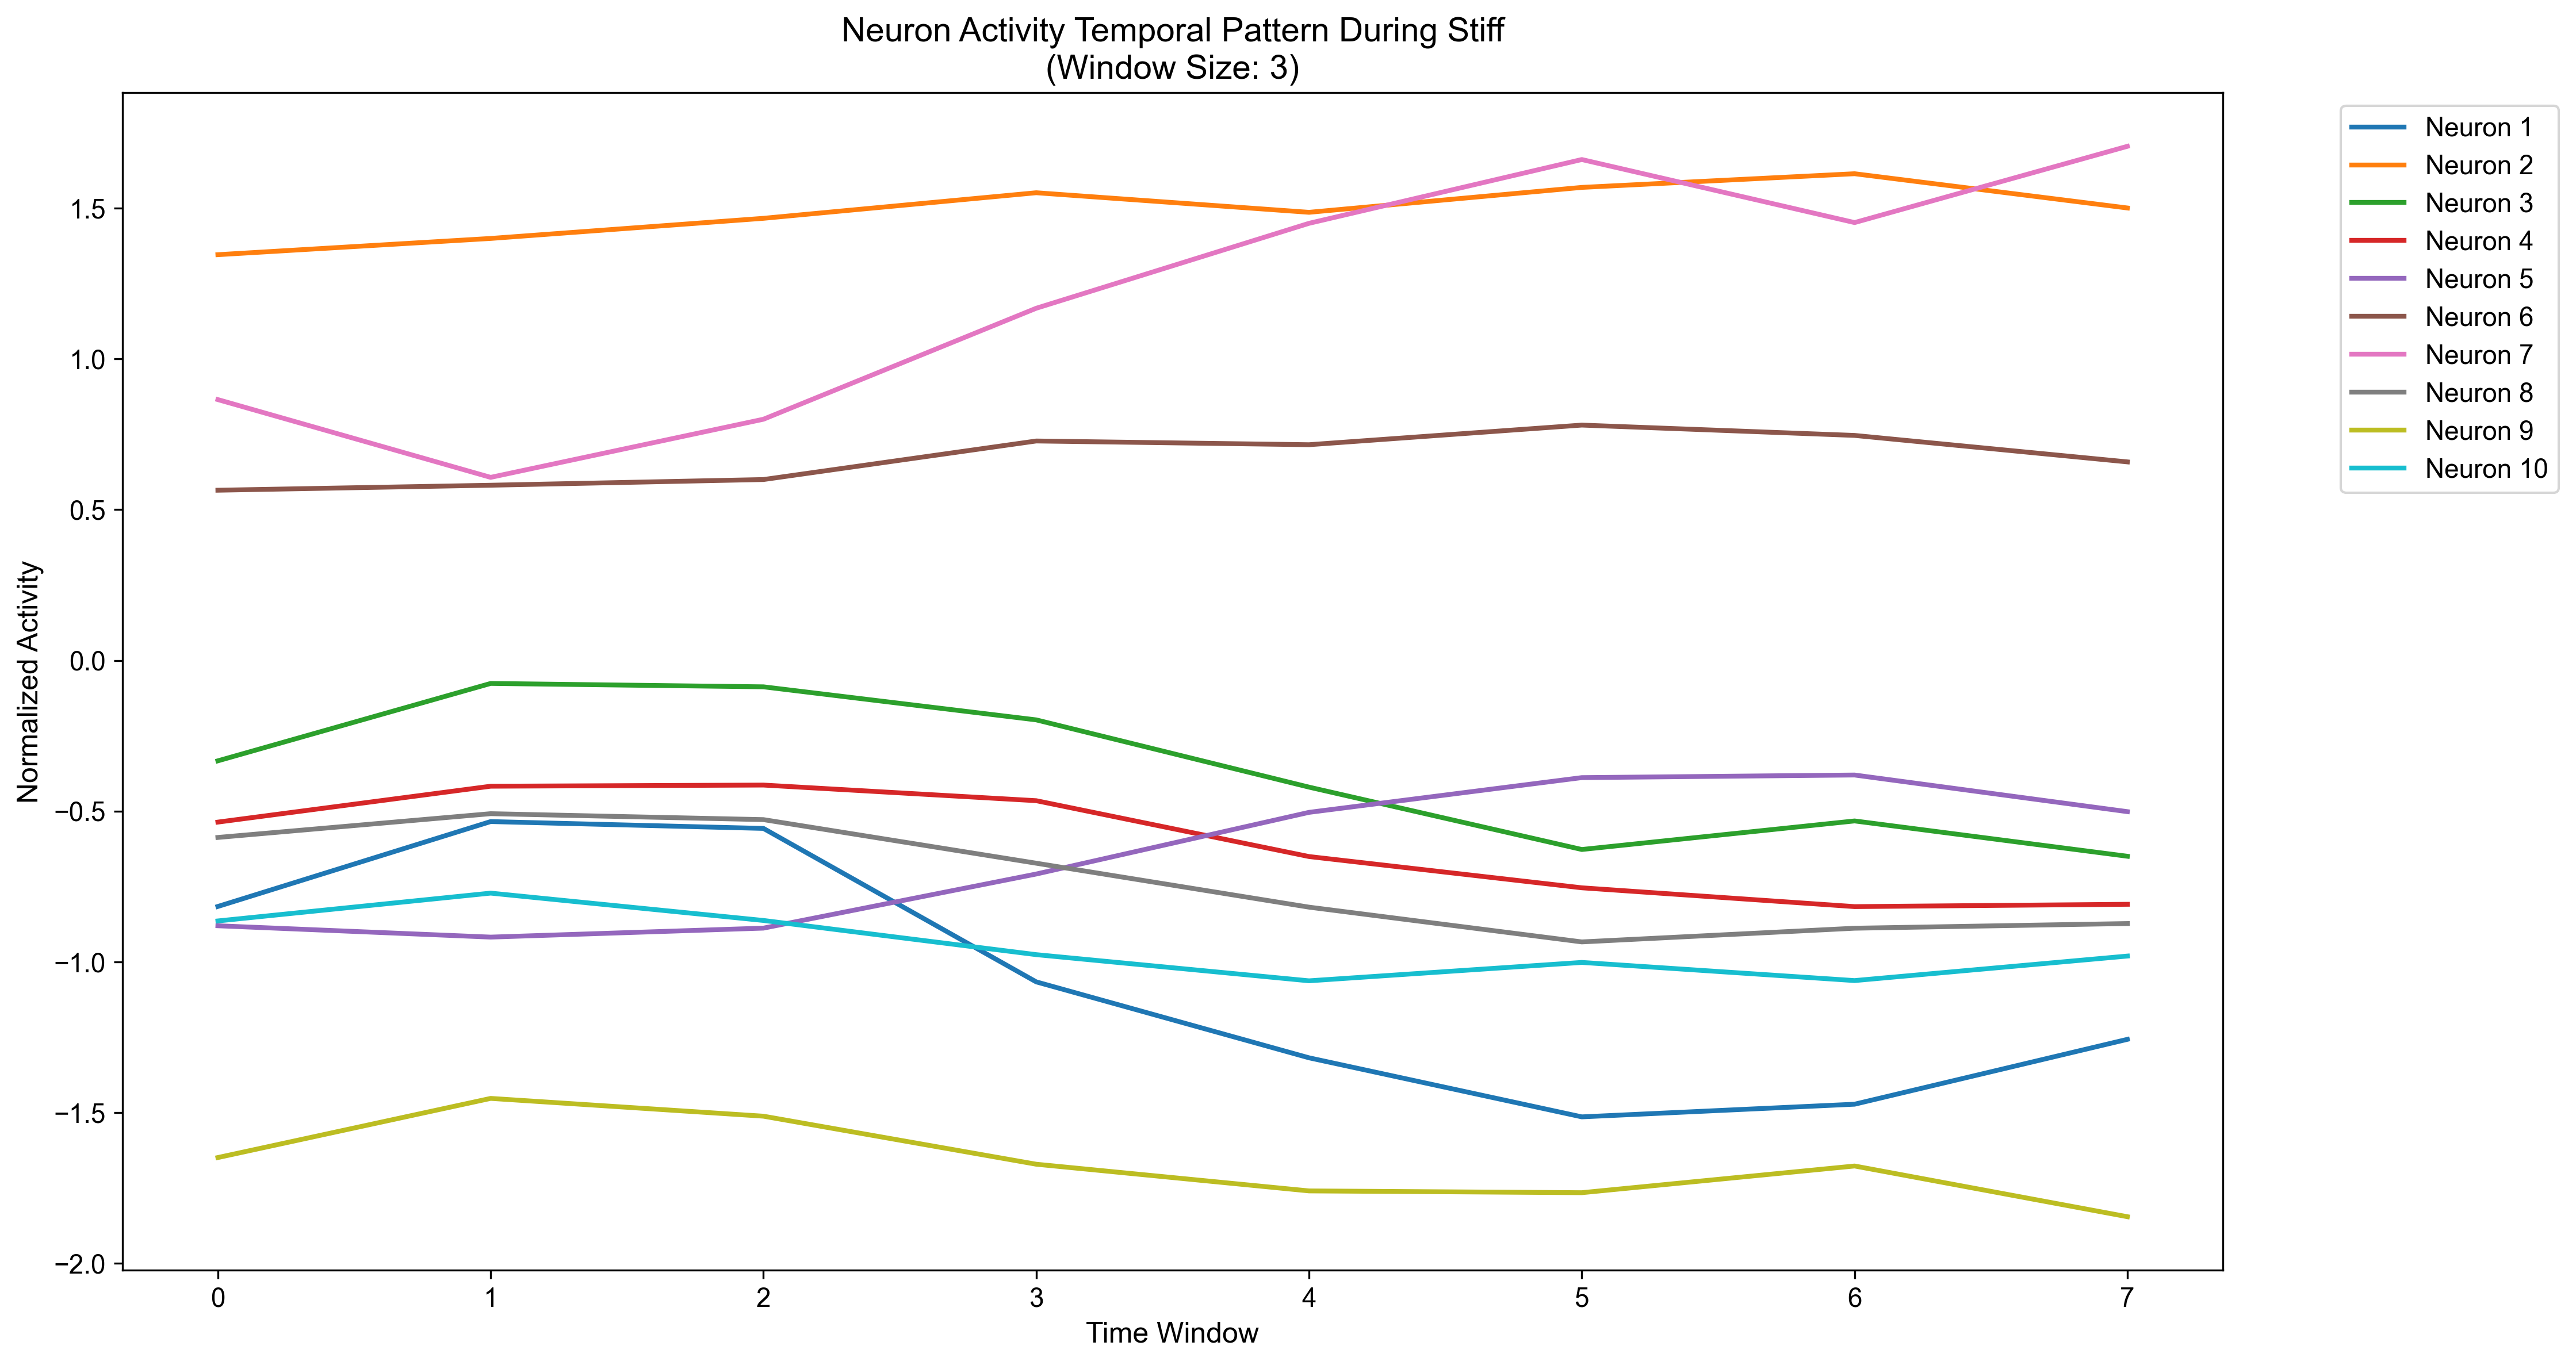 Neuron Activity Temporal Pattern During Stiff
(Window Size: 3)
Neuron 1
Neuron 2
Neuron 3
Neuron 4
Neuron 5
Neuron 6
Neuron 7
Neuron 8
Neuron 9
Neuron 10
Normalized Activity
1.5
1.0
0.5
0.0
−0.5
−1.0
−1.5
−2.0
0 1 2 3 4 5 6 7
Time Window